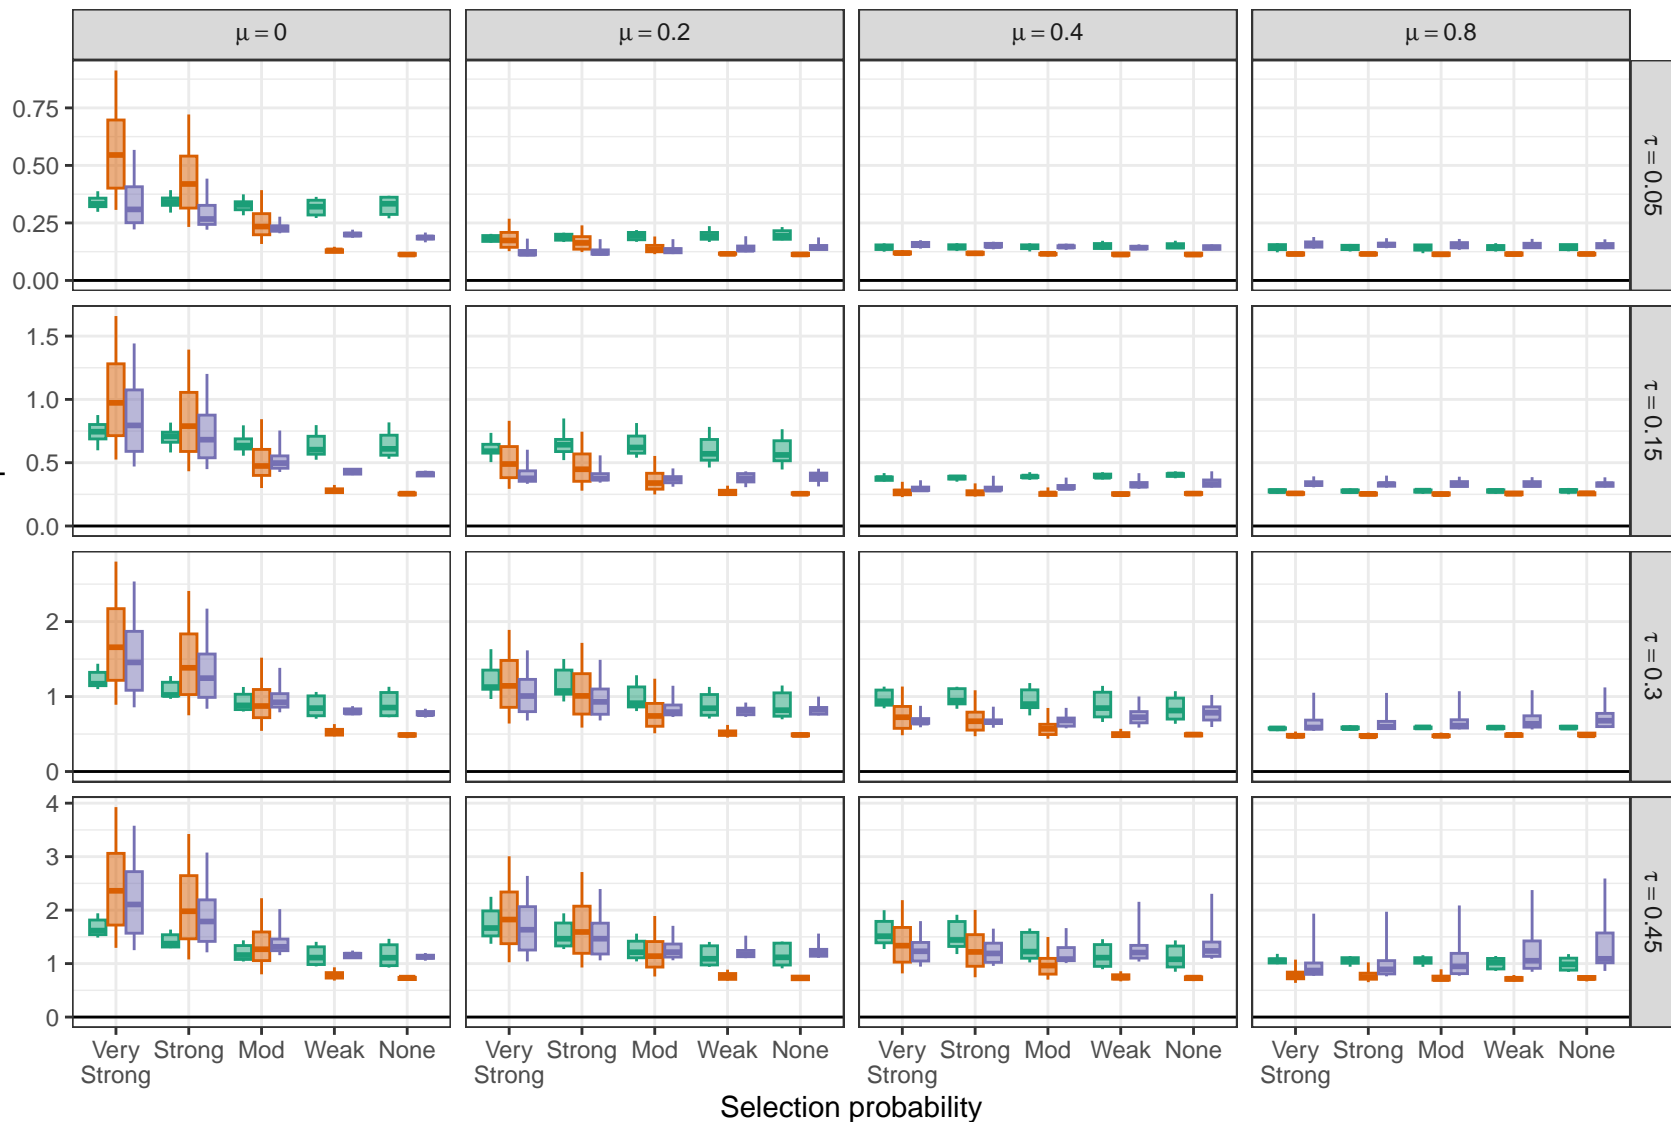 μ = 0 μ = 0.2 μ = 0.4 μ = 0.8
0.75
0.50
0.25
0.00
τ = 0.05
1.5
1.0
0.5
0.0
τ = 0.15
2
1
0
τ = 0.3
4
3
2
1
0
τ = 0.45
Very Strong Mod Weak None Very Strong Mod Weak None Very Strong Mod Weak None Very Strong Mod Weak None
Strong Strong Strong Strong
Selection probability